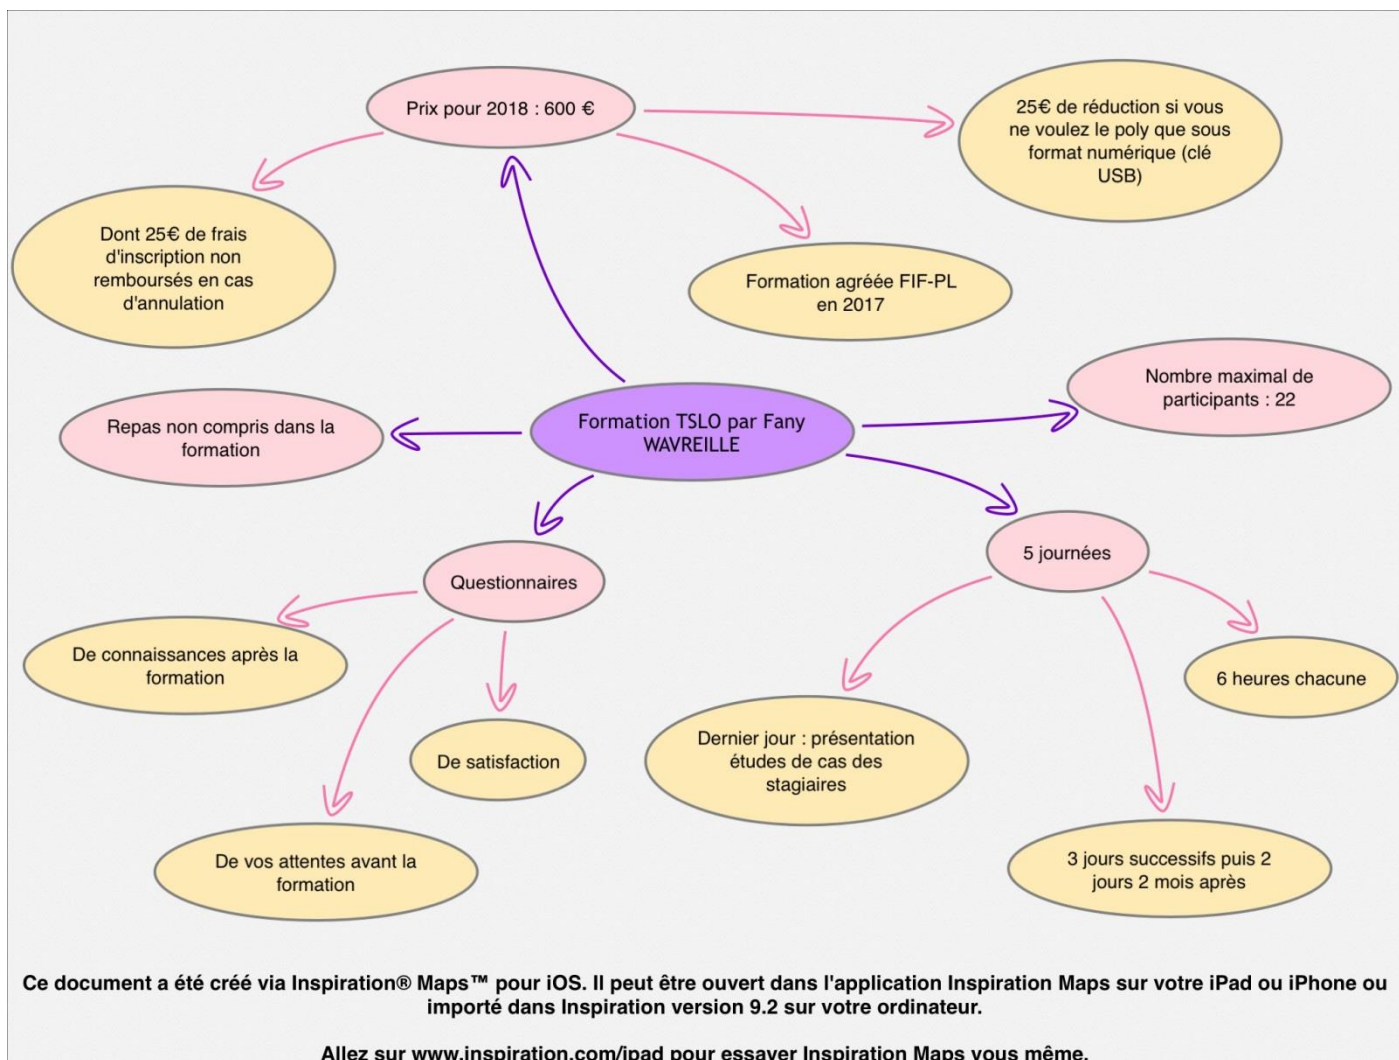 Prix pour 2018 : 600 €
25€ de réduction si vous
ne voulez le poly que sous
format numérique (clé
USB)
Dont 25€ de frais
d'inscription non
remboursés en cas
d'annulation
Formation agréée FIF-PL
en 2017
Nombre maximal de
participants : 22
Repas non compris dans la
formation
Formation TSLO par Fany
WAVREILLE
5 journées
Questionnaires
De connaissances après la
formation
6 heures chacune
Dernier jour : présentation
études de cas des
stagiaires
De satisfaction
De vos attentes avant la
formation
3 jours successifs puis 2
jours 2 mois après
Ce document a été créé via Inspiration® Maps™ pour iOS. Il peut être ouvert dans l'application Inspiration Maps sur votre iPad ou iPhone ou
importé dans Inspiration version 9.2 sur votre ordinateur.
Allez sur www.inspiration.com/ipad pour essayer Inspiration Maps vous même.